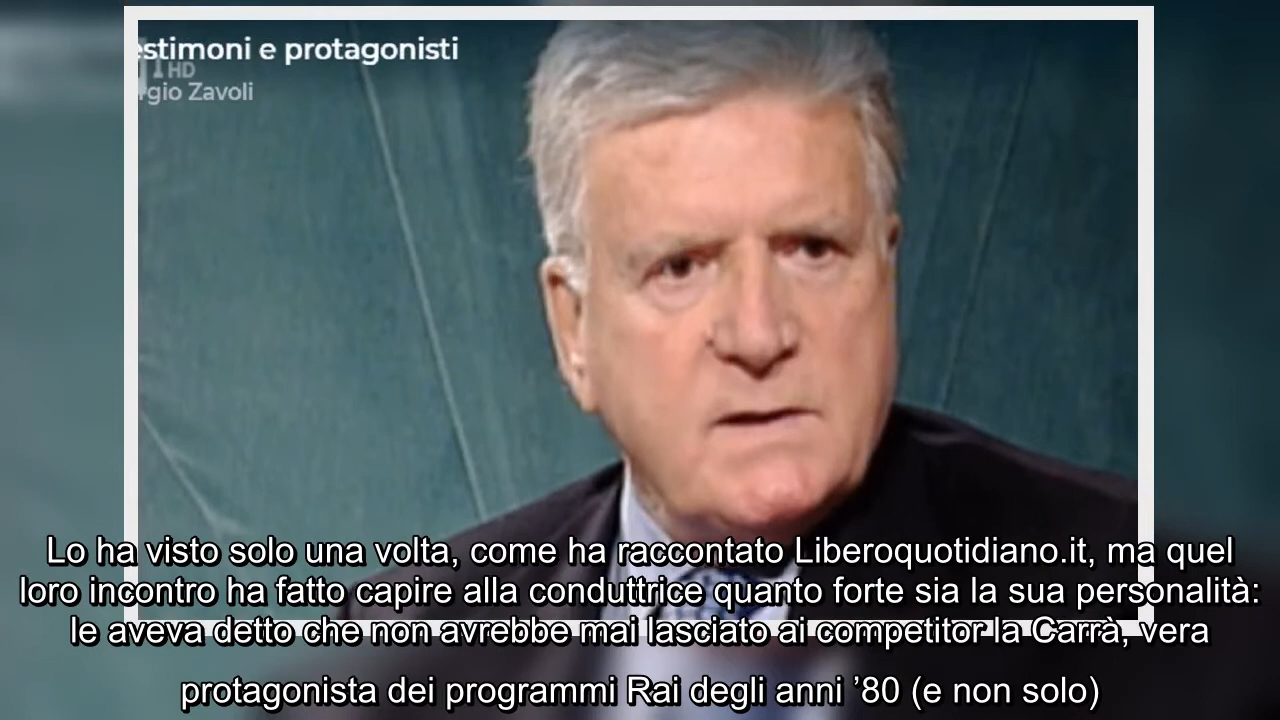 estimoni e protagonisti
1 HD
rgio Zavoli
Lo ha visto solo una volta, come ha raccontato Liberoquotidiano.it, ma quel
loro incontro ha fatto capire alla conduttrice quanto forte sia la sua personalità:
le aveva detto che non avrebbe mai lasciato ai competitor la Carrà, vera
protagonista dei programmi Rai degli anni ’80 (e non solo)